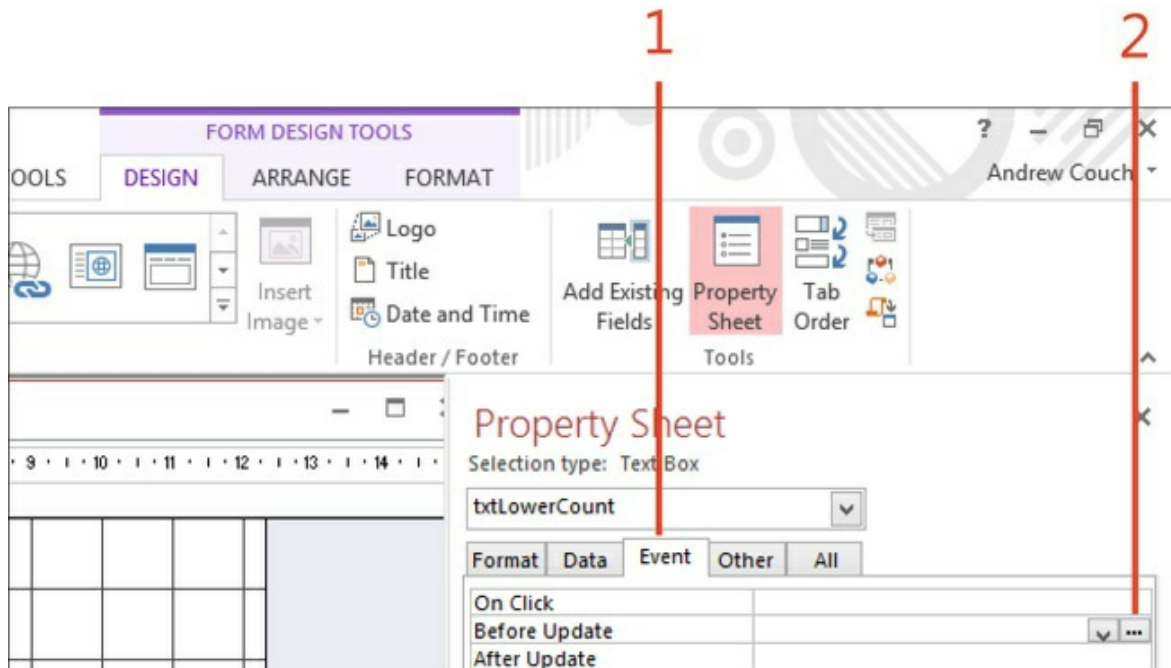 1 2
FORM DESIGN TOOLS
? – X
OOLS DESIGN ARRANGE FORMAT Andrew Couch
Logo
Title
Date and Time
Header / Footer
Insert
Image
Add Existing
Fields
Property
Sheet
Tab
Order
Tools
9 10 11 12 13 14
Property Sheet
Selection type: Text Box
txtLowerCount
Format Data Event Other All
On Click
Before Update ...
After Update